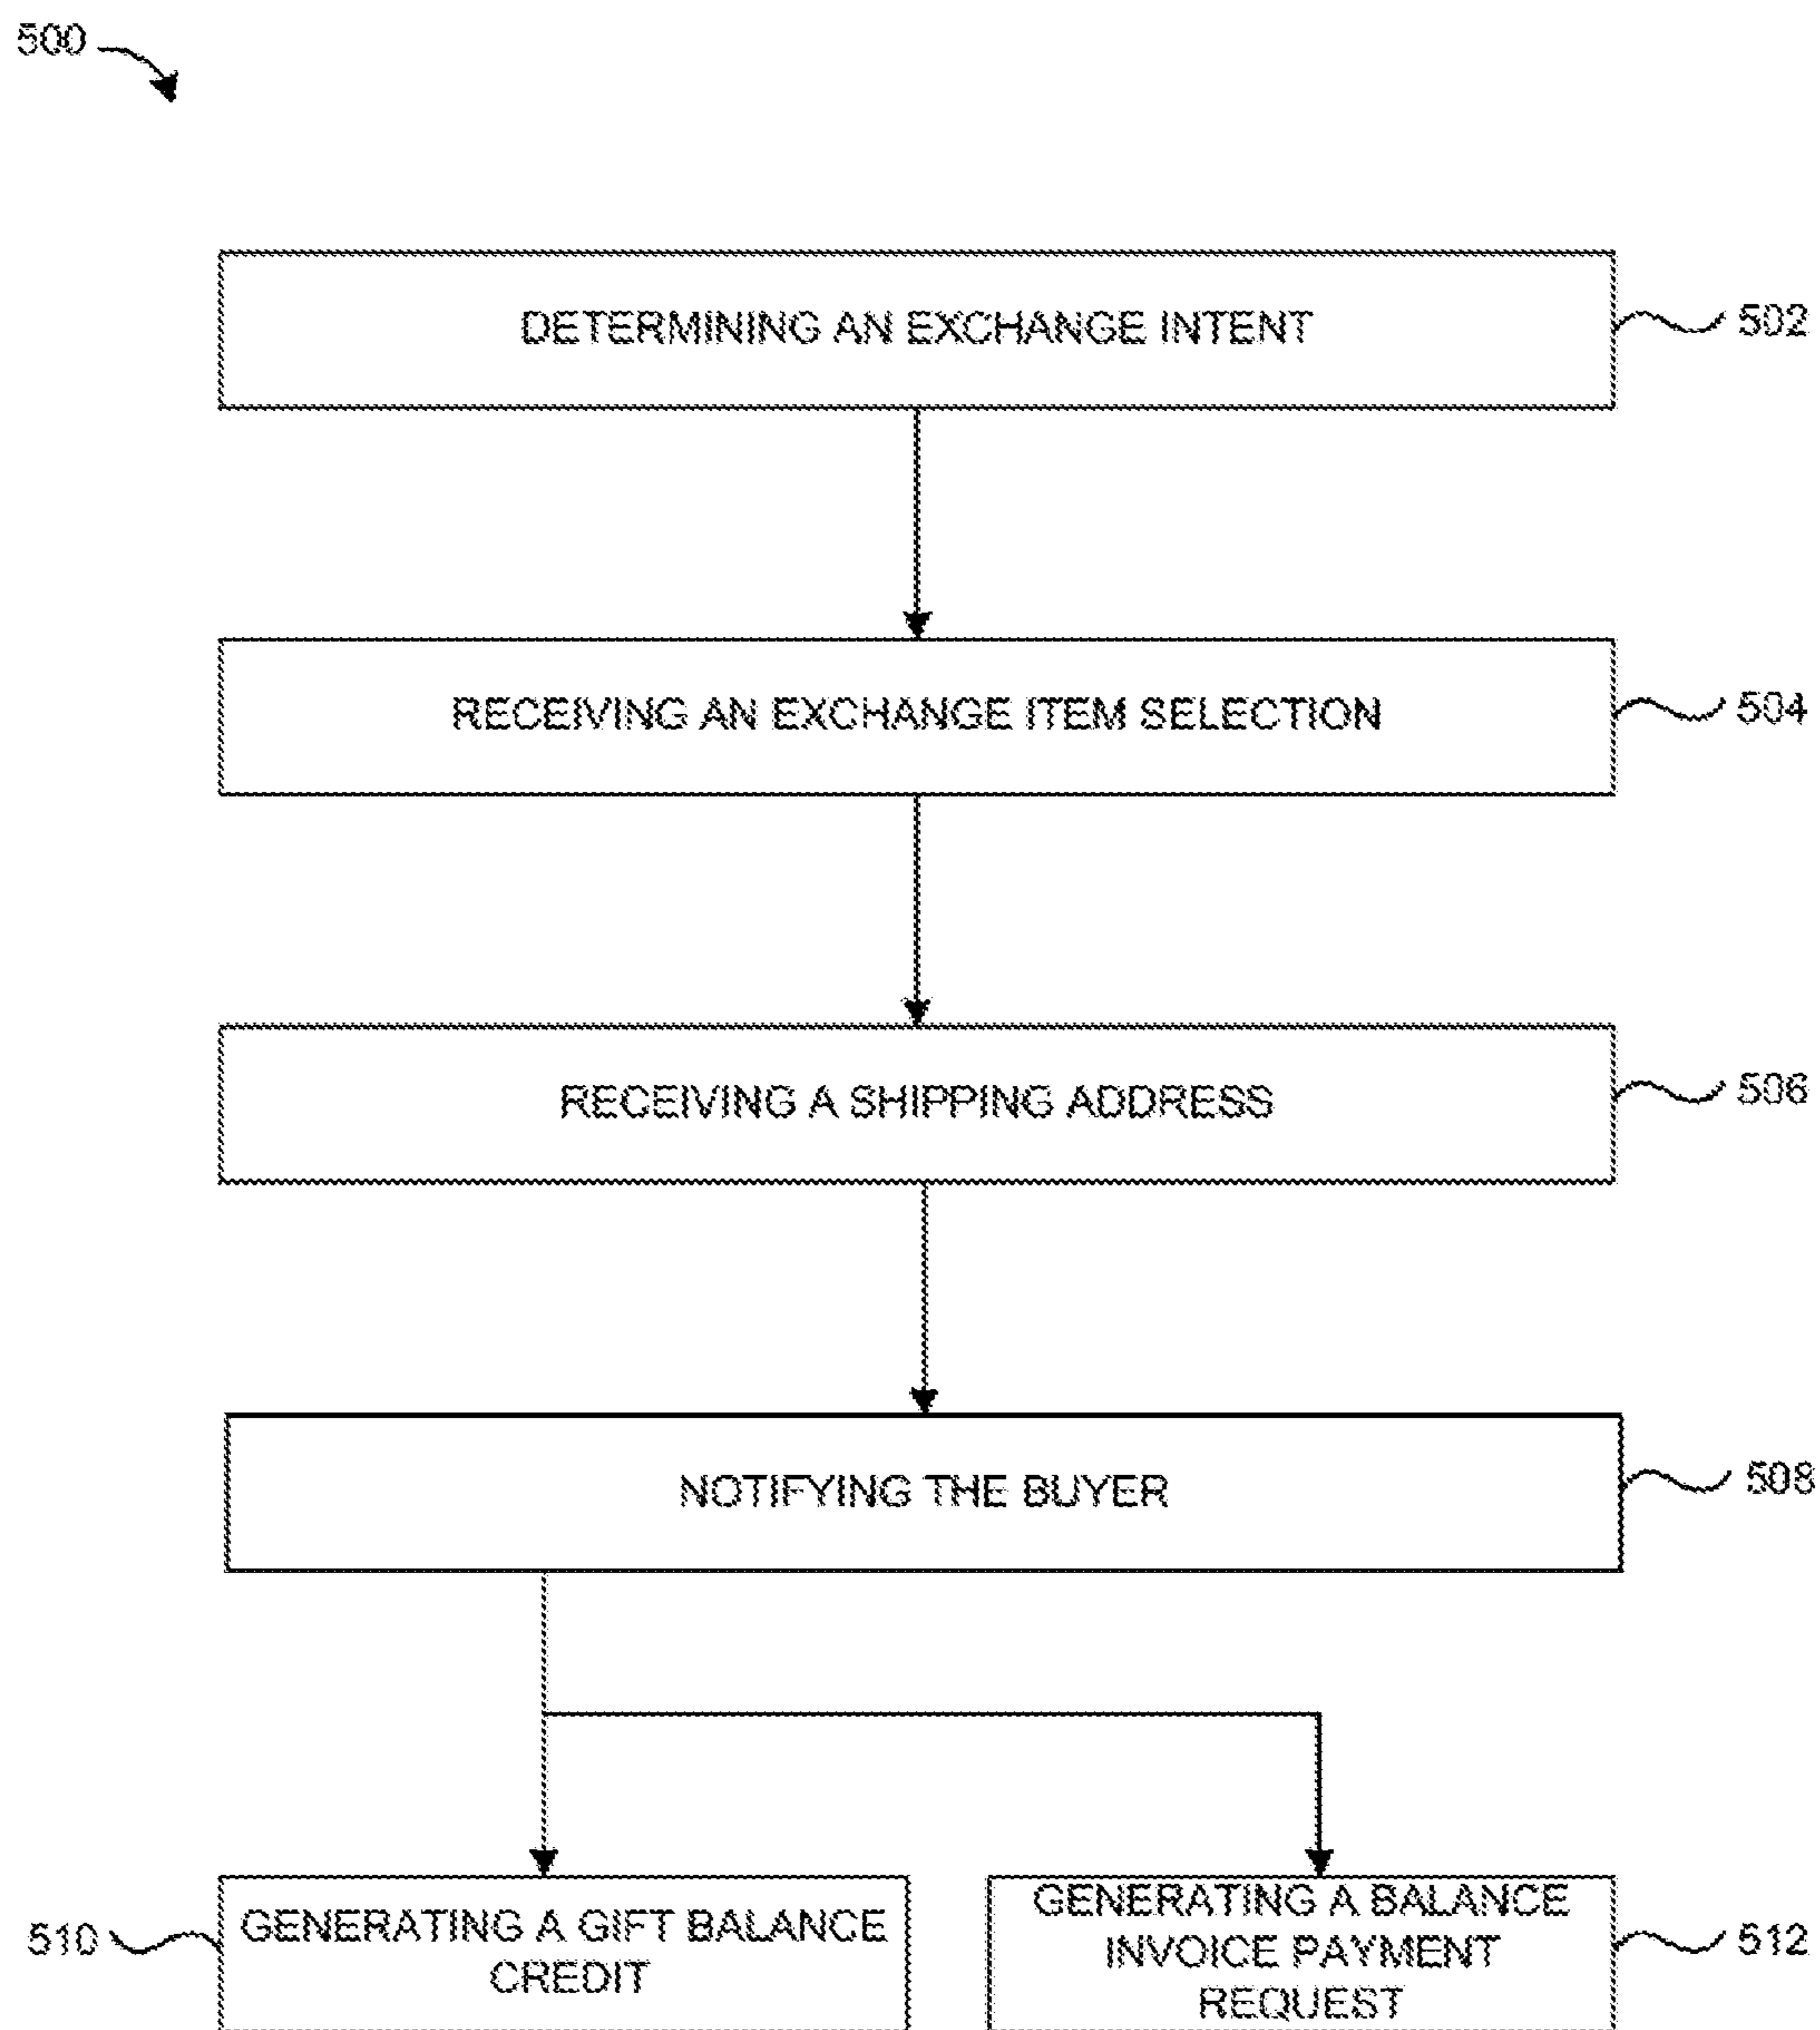 500
DETERMINING AN EXCHANGE INTENT
502
RECEIVING AN EXCHANGE ITEM SELECTION
504
RECEIVING A SHIPPING ADDRESS
506
NOTIFYING THE BUYER
508
510
GENERATING A GIFT BALANCE
CREDIT
GENERATING A BALANCE
INVOICE PAYMENT
REQUEST
512